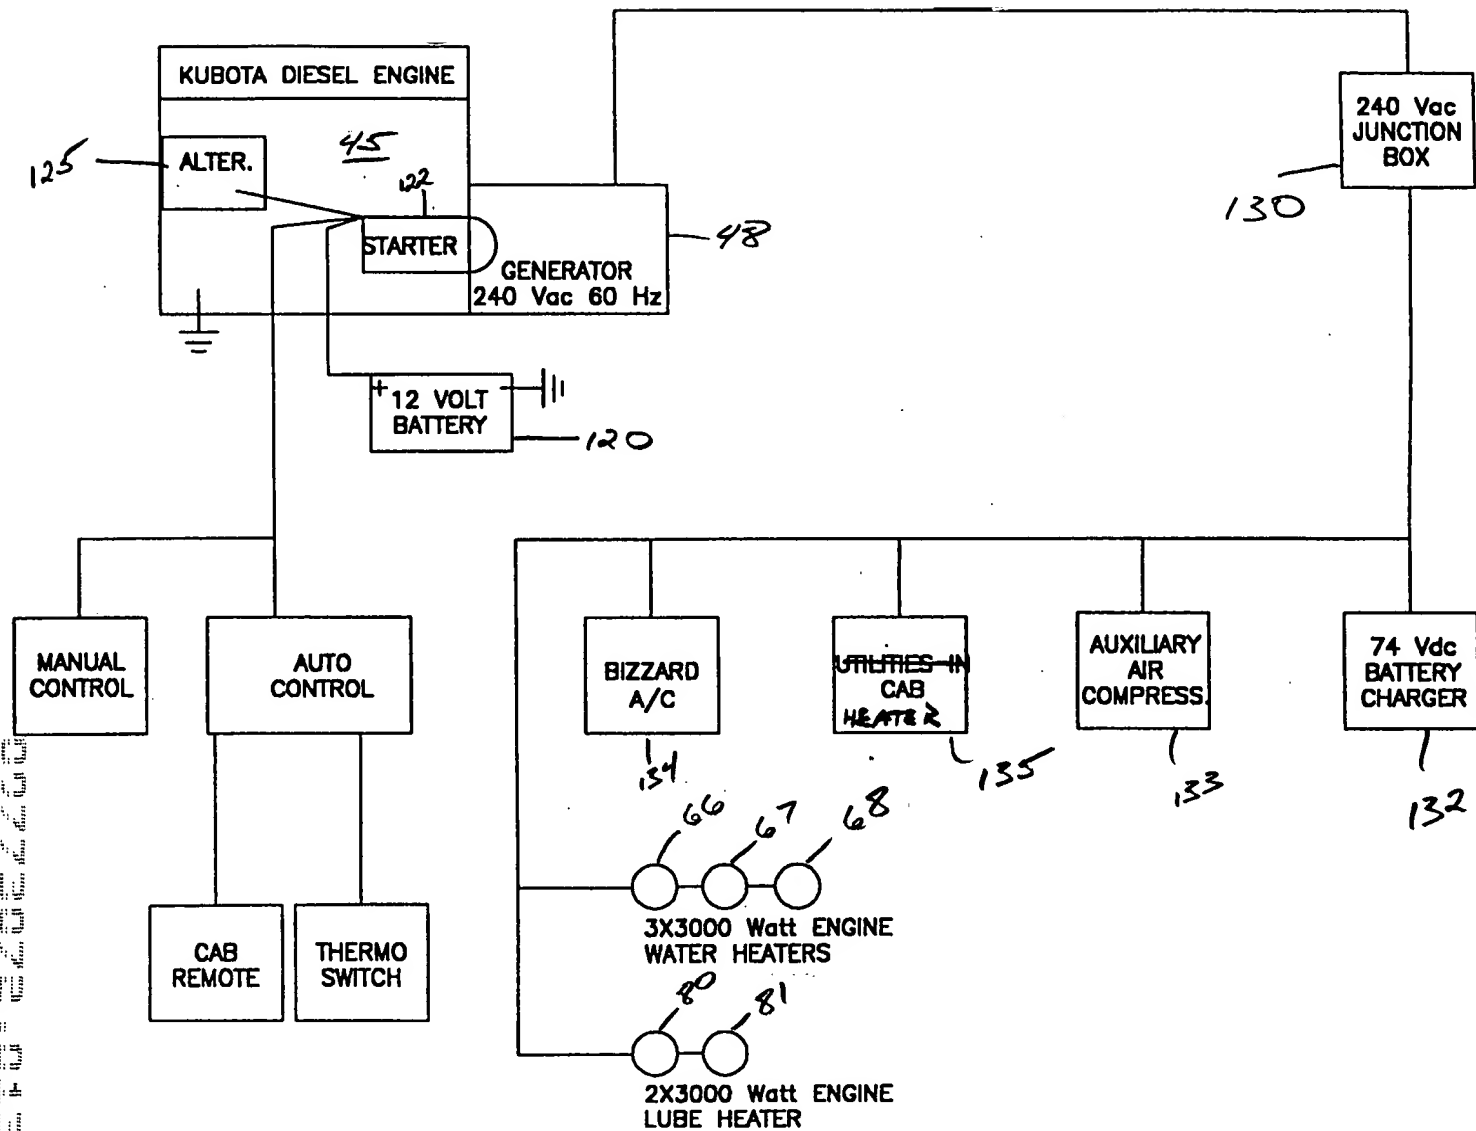 KUBOTA DIESEL ENGINE
240 Vac
JUNCTION
BOX
125
ALTER.
45
122
130
STARTER
48
GENERATOR
240 Vac 60 Hz
+
-
12 VOLT
BATTERY
120
MANUAL
CONTROL
AUTO
CONTROL
BIZZARD
A/C
UTILITIES IN
CAB
HEATER
AUXILIARY
AIR
COMPRESS.
74 Vdc
BATTERY
CHARGER
134
135
133
132
66
67
68
CAB
REMOTE
THERMO
SWITCH
3X3000 Watt ENGINE
WATER HEATERS
80
81
2X3000 Watt ENGINE
LUBE HEATER